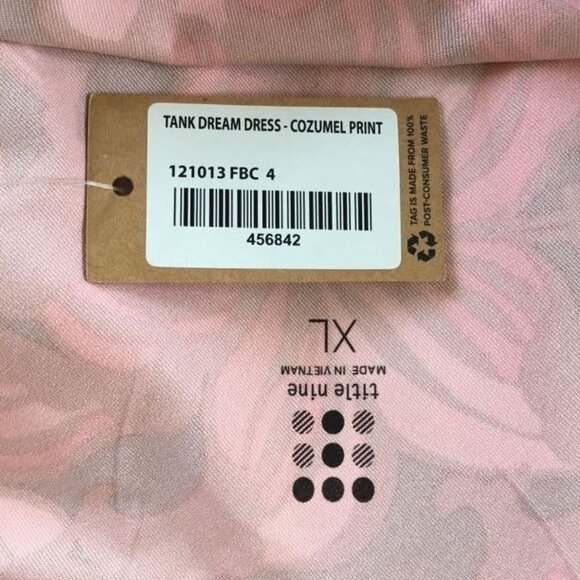 TANK DREAM DRESS - COZUMEL PRINT
121013 FBC 4
456842
TAG IS MADE FROM 100%
POST-CONSUMER WASTE
title nine
MADE IN VIETNAM
XL